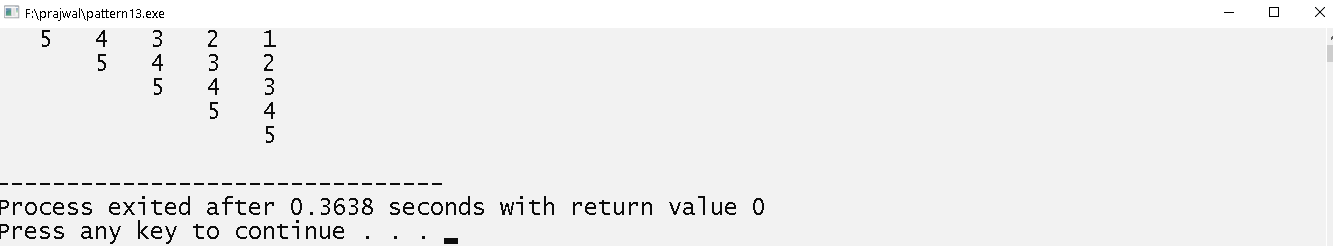 F:\prajwal\pattern13.exe
5 4 3 2 1
5 4 3 2
5 4 3
5 4
5
--------------------------------
Process exited after 0.3638 seconds with return value 0
Press any key to continue . . .